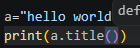 a="hello world def
print(a.title())